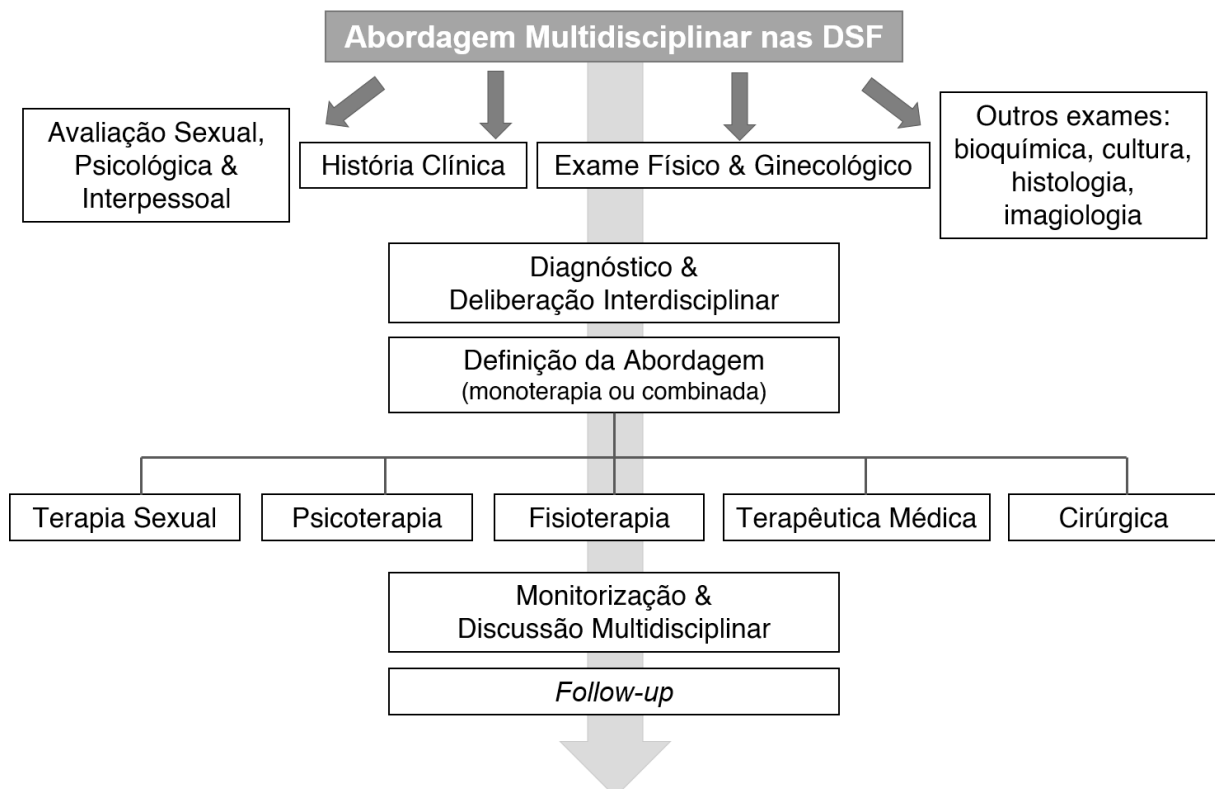 Abordagem Multidisciplinar nas DSF
Avaliação Sexual,
Psicológica &
Interpessoal
História Clínica
Exame Físico & Ginecológico
Outros exames:
bioquímica, cultura,
histologia,
imagiologia
Diagnóstico &
Deliberação Interdisciplinar
Definição da Abordagem
(monoterapia ou combinada)
Terapia Sexual
Psicoterapia
Fisioterapia
Terapêutica Médica
Cirúrgica
Monitorização &
Discussão Multidisciplinar
Follow-up